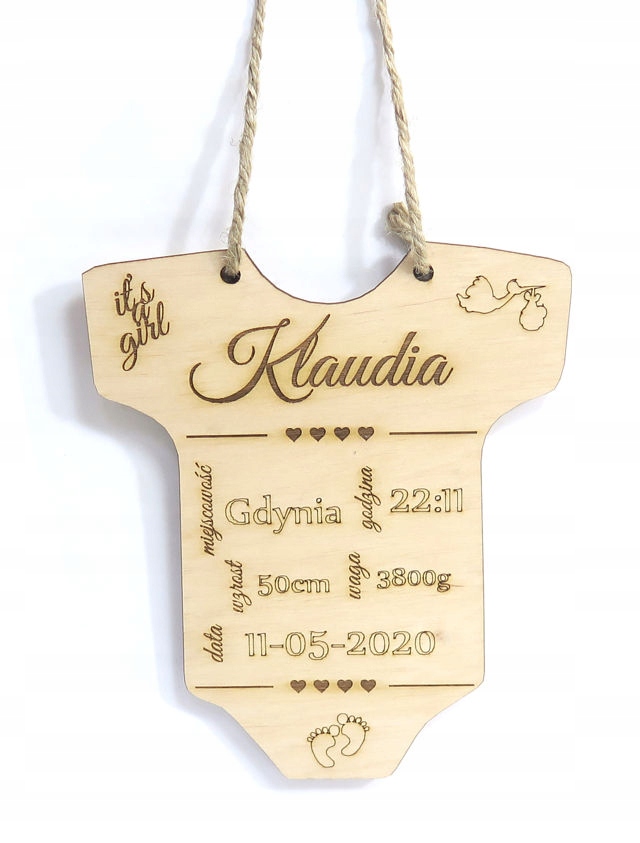 it's
a
girl
Klaudia
miejscowość Gdynia godzina 22:11
wzrost 50cm waga 3800g
data 11-05-2020